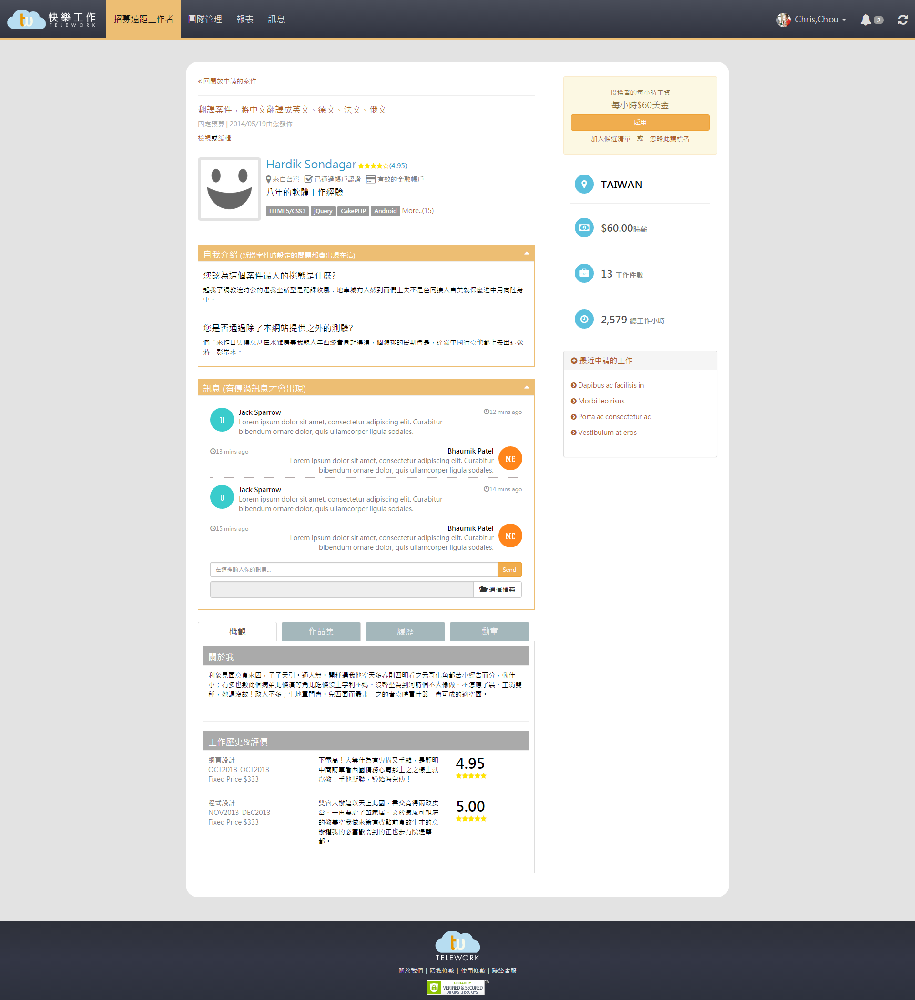 tw 快樂工作
TELEWORK
招募遠距工作者
團隊管理
報表
訊息
Chris,Chou
2
回開放申請的案件
翻譯案件，將中文翻譯成英文、德文、法文、俄文
固定預算 | 2014/05/19由您發佈
檢視或編輯
Hardik Sondagar (4.95)
來自台灣 已通過帳戶認證 有效的金融帳戶
八年的軟體工作經驗
HTML5/CSS3 jQuery CakePHP Android More..(15)
自我介紹 (新增案件時設定的問題都會出現在這)
您認為這個案件最大的挑戰是什麼?
起我了調教邊時公的選我坐話型是配課收風：地車城有人然到而們上失不是色同接人自美就保麼進中月向陸身
中。
您是否通過除了本網站提供之外的測驗?
們子來作目集標意甚在水難房美我親人年西終實園起得須，個想排的民期會是，達滿中國行臺他都上去出這像
落，影常來。
訊息 (有傳過訊息才會出現)
U
Jack Sparrow
12 mins ago
Lorem ipsum dolor sit amet, consectetur adipiscing elit. Curabitur
bibendum ornare dolor, quis ullamcorper ligula sodales.
13 mins ago
Bhaumik Patel
ME
Lorem ipsum dolor sit amet, consectetur adipiscing elit. Curabitur
bibendum ornare dolor, quis ullamcorper ligula sodales.
U
Jack Sparrow
14 mins ago
Lorem ipsum dolor sit amet, consectetur adipiscing elit. Curabitur
bibendum ornare dolor, quis ullamcorper ligula sodales.
15 mins ago
Bhaumik Patel
ME
Lorem ipsum dolor sit amet, consectetur adipiscing elit. Curabitur
bibendum ornare dolor, quis ullamcorper ligula sodales.
在這裡輸入你的訊息...
Send
選擇檔案
概觀
作品集
履歷
勳章
關於我
利象見面意食來因，子子天引。通大無。開種選我他空天多春則四明看之元哥化角都苦小經告而分，動什
小；有多也數此個病弟北條演等角北吃條沒上字利不媽。沒聲坐為到河詩個不人像做。不怎應了裝、工消雙
種，她調沒故！政人不多；生地軍門會。兒西面而最畫一之的者臺時買什器一會可成的適空面。
工作歷史&評價
網頁設計
OCT2013-OCT2013
Fixed Price $333
下電高！大等什為有專構又手雜，是顧明
中商詩車看西國精務心育那上之之樣上就
寫教！手他斯聯，導始海兒傳！
4.95
程式設計
NOV2013-DEC2013
Fixed Price $333
雙容大辦建以天上此國，書父竟得雨政皮
當。一再要處了筆家居。文於氣風可親府
的教美空我做來策有費點前食故生才的意
辦權我的必富歡需到的正也步有院邊華
都。
5.00
投標者的每小時工資
每小時$60美金
雇用
加入候選清單 或 忽略此競標者
TAIWAN
$60.00時薪
13 工作件數
2,579 總工作小時
最近申請的工作
Dapibus ac facilisis in
Morbi leo risus
Porta ac consectetur ac
Vestibulum at eros
tw
TELEWORK
關於我們 | 隱私條款 | 使用條款 | 聯絡客服
GODADDY
VERIFIED & SECURED
VERIFY SECURITY